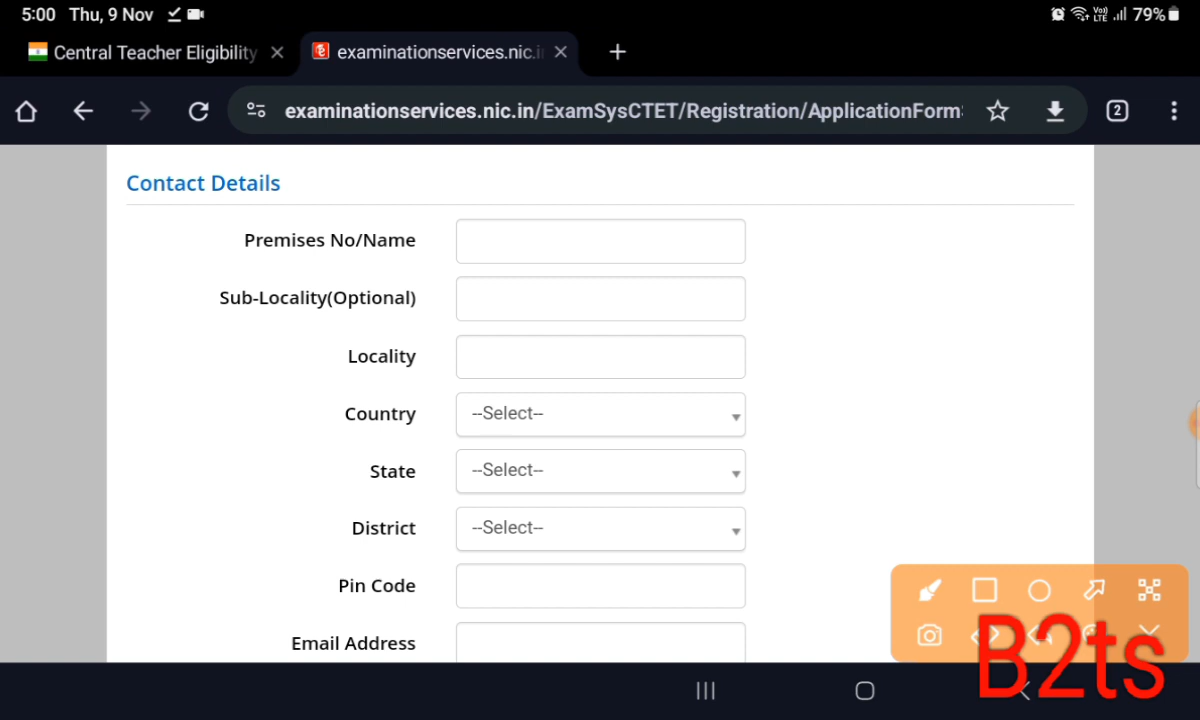 5:00 Thu, 9 Nov 79%
Central Teacher Eligibility
examinationservices.nic.in
examinationservices.nic.in/ExamSysCTET/Registration/ApplicationForm
2
Contact Details
Premises No/Name
Sub-Locality(Optional)
Locality
Country --Select--
State --Select--
District --Select--
Pin Code
Email Address
B2ts